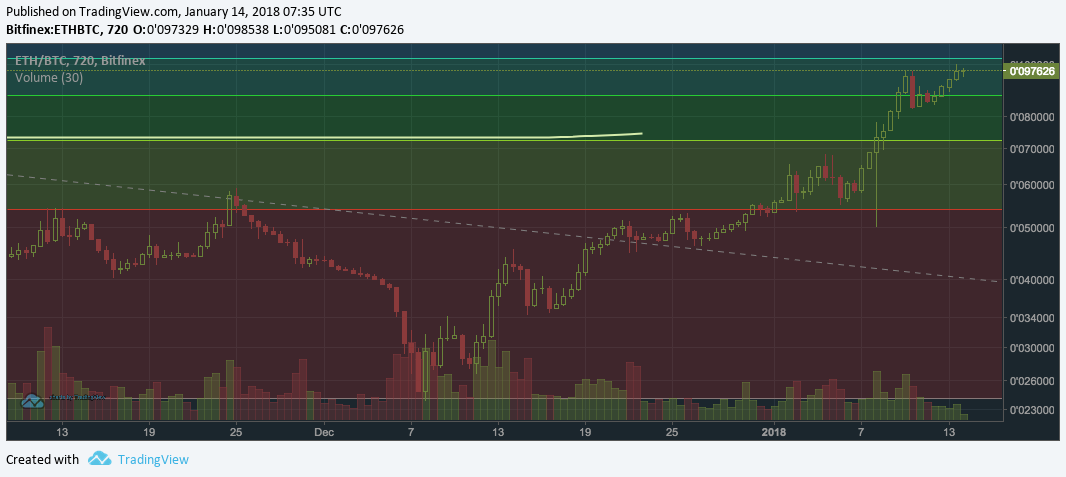 Published on TradingView.com, January 14, 2018 07:35 UTC
Bitfinex:ETHBTC, 720 O:0'097329 H:0'098538 L:0'095081 C:0'097626
ETH/BTC, 720, Bitfinex
Volume (30)
0'097626
0'080000
0'070000
0'060000
0'050000
0'040000
0'034000
0'030000
0'026000
0'023000
13 19 25 Dec 7 13 19 25 2018 7 13
Created with TradingView